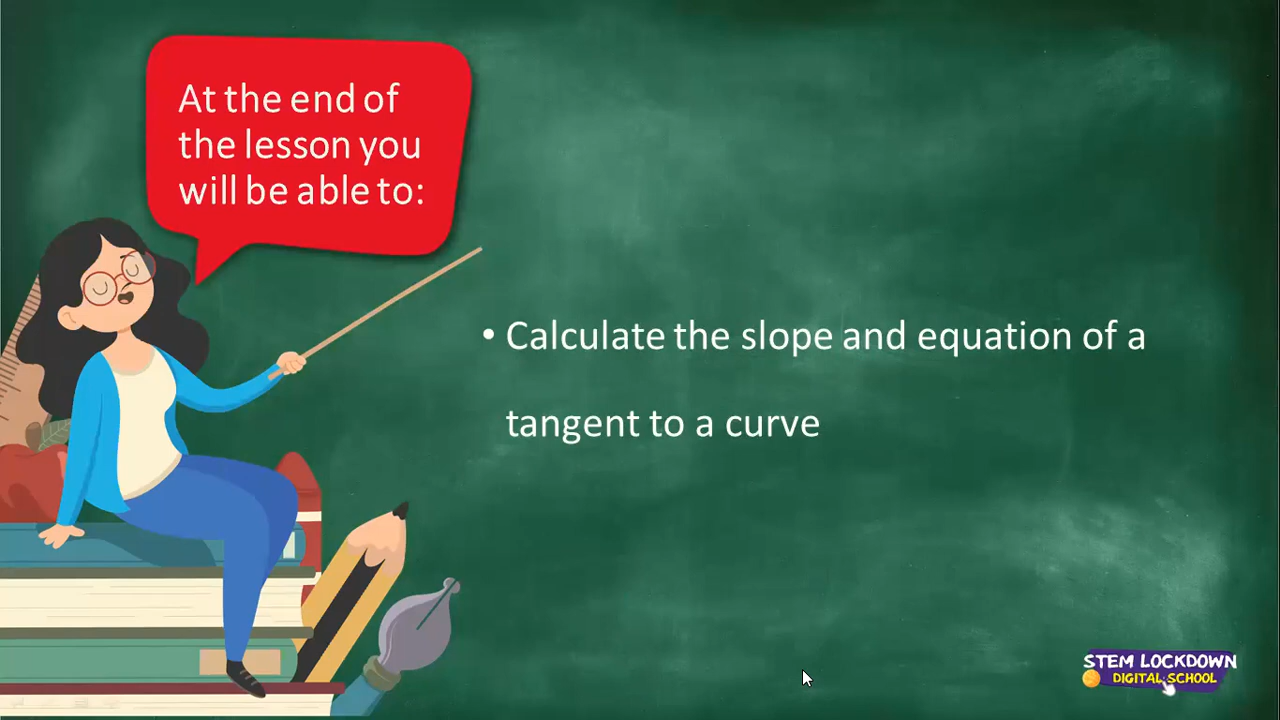 At the end of
the lesson you
will be able to:
• Calculate the slope and equation of a
tangent to a curve
STEM LOCKDOWN
DIGITAL SCHOOL